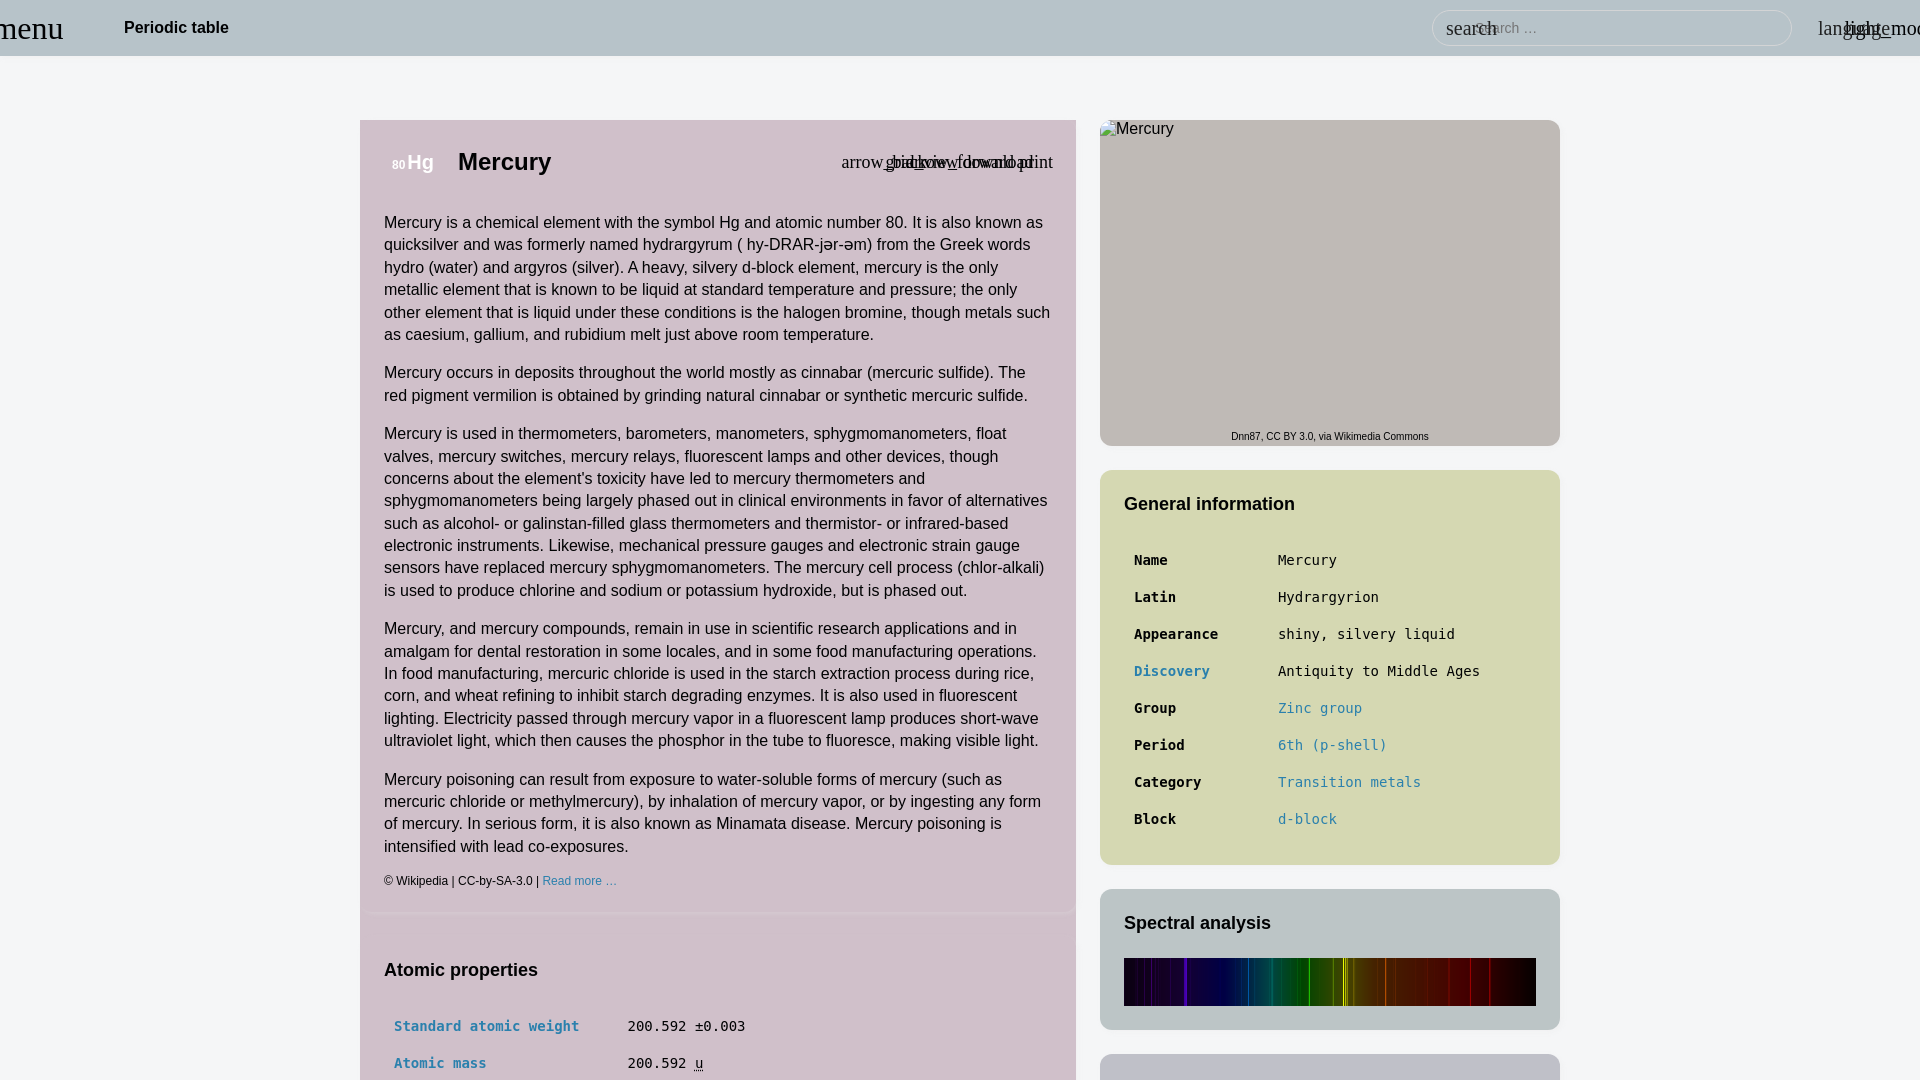 menu
Periodic table
search
Search …
language
light_mod
80Hg
Mercury
arrow_back
grid_view
arrow_forward
download
print
Mercury is a chemical element with the symbol Hg and atomic number 80. It is also known as
quicksilver and was formerly named hydrargyrum ( hy-DRAR-jər-əm) from the Greek words
hydro (water) and argyros (silver). A heavy, silvery d-block element, mercury is the only
metallic element that is known to be liquid at standard temperature and pressure; the only
other element that is liquid under these conditions is the halogen bromine, though metals such
as caesium, gallium, and rubidium melt just above room temperature.
Mercury occurs in deposits throughout the world mostly as cinnabar (mercuric sulfide). The
red pigment vermilion is obtained by grinding natural cinnabar or synthetic mercuric sulfide.
Mercury is used in thermometers, barometers, manometers, sphygmomanometers, float
valves, mercury switches, mercury relays, fluorescent lamps and other devices, though
concerns about the element's toxicity have led to mercury thermometers and
sphygmomanometers being largely phased out in clinical environments in favor of alternatives
such as alcohol- or galinstan-filled glass thermometers and thermistor- or infrared-based
electronic instruments. Likewise, mechanical pressure gauges and electronic strain gauge
sensors have replaced mercury sphygmomanometers. The mercury cell process (chlor-alkali)
is used to produce chlorine and sodium or potassium hydroxide, but is phased out.
Mercury, and mercury compounds, remain in use in scientific research applications and in
amalgam for dental restoration in some locales, and in some food manufacturing operations.
In food manufacturing, mercuric chloride is used in the starch extraction process during rice,
corn, and wheat refining to inhibit starch degrading enzymes. It is also used in fluorescent
lighting. Electricity passed through mercury vapor in a fluorescent lamp produces short-wave
ultraviolet light, which then causes the phosphor in the tube to fluoresce, making visible light.
Mercury poisoning can result from exposure to water-soluble forms of mercury (such as
mercuric chloride or methylmercury), by inhalation of mercury vapor, or by ingesting any form
of mercury. In serious form, it is also known as Minamata disease. Mercury poisoning is
intensified with lead co-exposures.
© Wikipedia | CC-by-SA-3.0 | Read more …
Atomic properties
Standard atomic weight 200.592 ±0.003
Atomic mass 200.592 u
Mercury
Dnn87, CC BY 3.0, via Wikimedia Commons
General information
Name Mercury
Latin Hydrargyrion
Appearance shiny, silvery liquid
Discovery Antiquity to Middle Ages
Group Zinc group
Period 6th (p-shell)
Category Transition metals
Block d-block
Spectral analysis